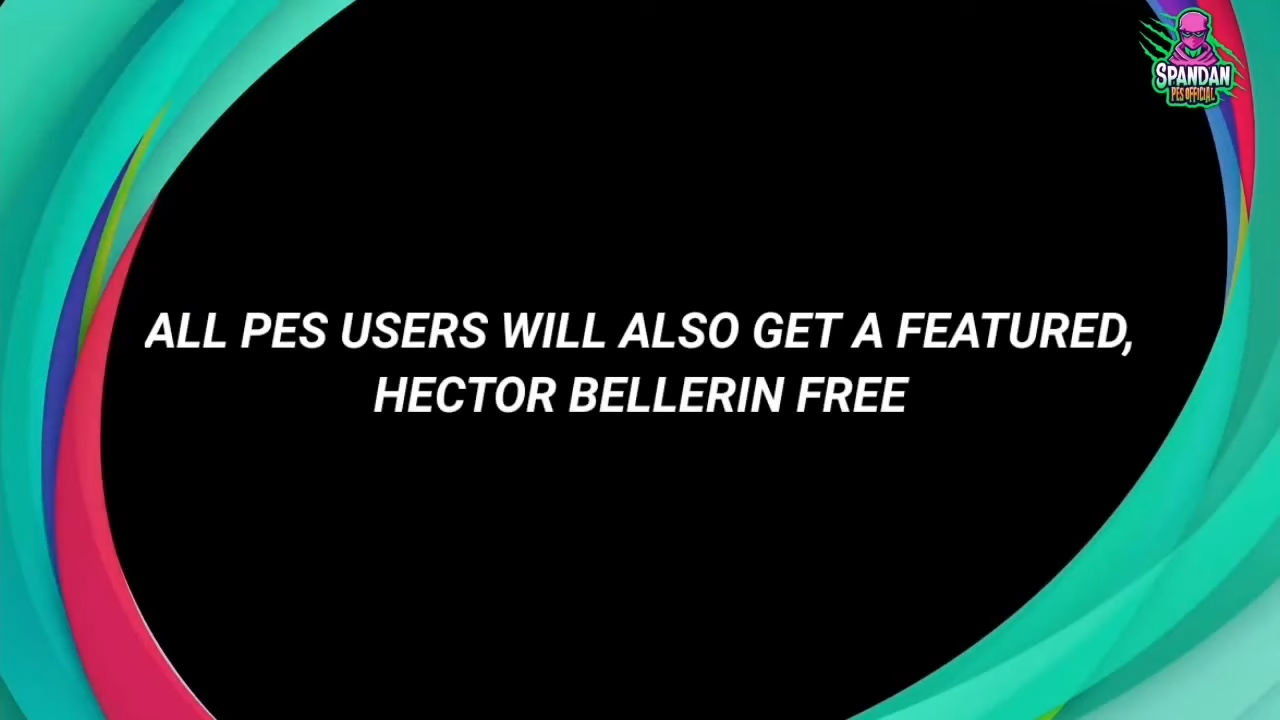 SPANDAN
PES OFFICIAL
ALL PES USERS WILL ALSO GET A FEATURED,
HECTOR BELLERIN FREE